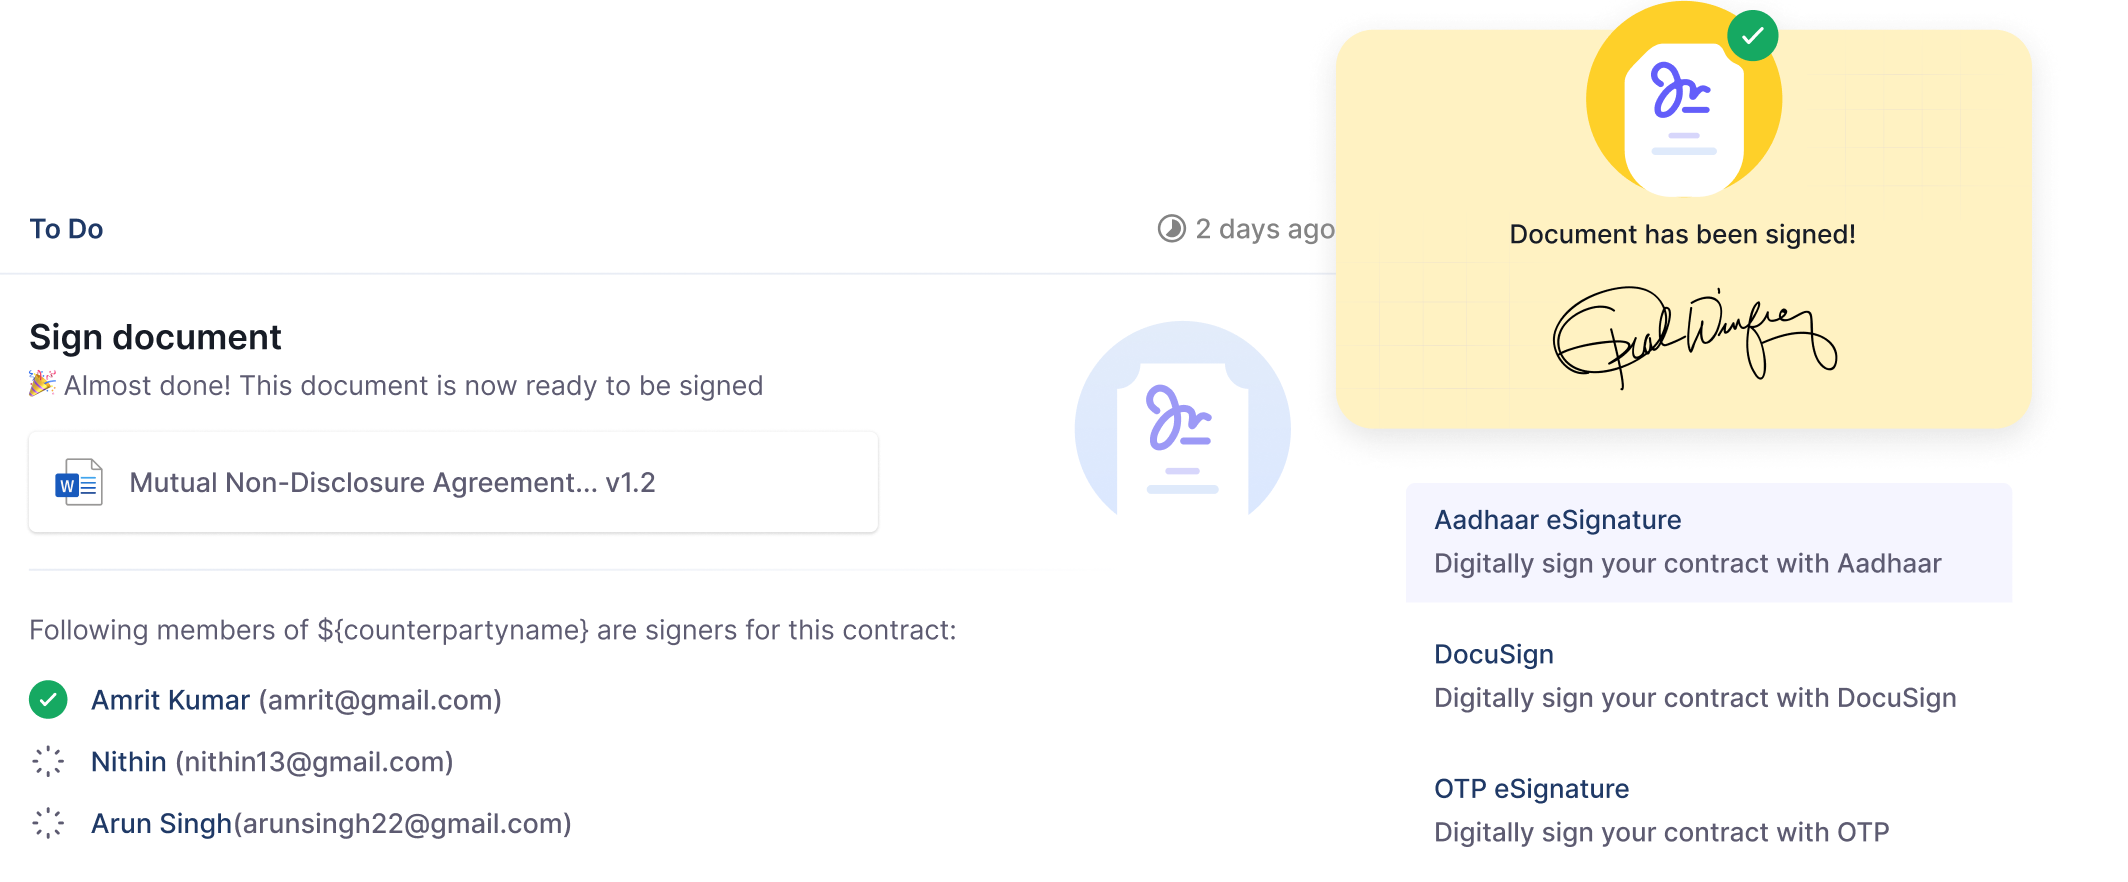 To Do
2 days ago
Sign document
🎉 Almost done! This document is now ready to be signed
W
Mutual Non-Disclosure Agreement... v1.2
Following members of ${counterpartyname} are signers for this contract:
Amrit Kumar (amrit@gmail.com)
Nithin (nithin13@gmail.com)
Arun Singh(arunsingh22@gmail.com)
Document has been signed!
Aadhaar eSignature
Digitally sign your contract with Aadhaar
DocuSign
Digitally sign your contract with DocuSign
OTP eSignature
Digitally sign your contract with OTP